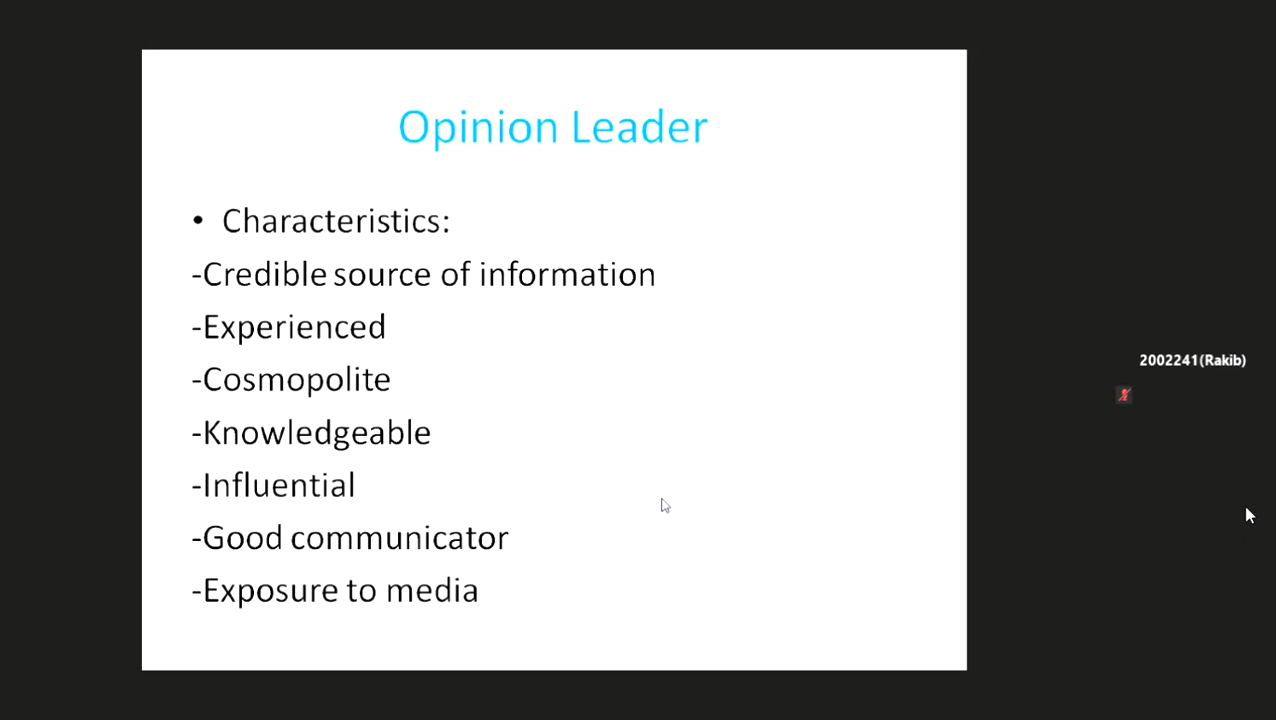 Opinion Leader
• Characteristics:
-Credible source of information
-Experienced
-Cosmopolite
-Knowledgeable
-Influential
-Good communicator
-Exposure to media
2002241(Rakib)